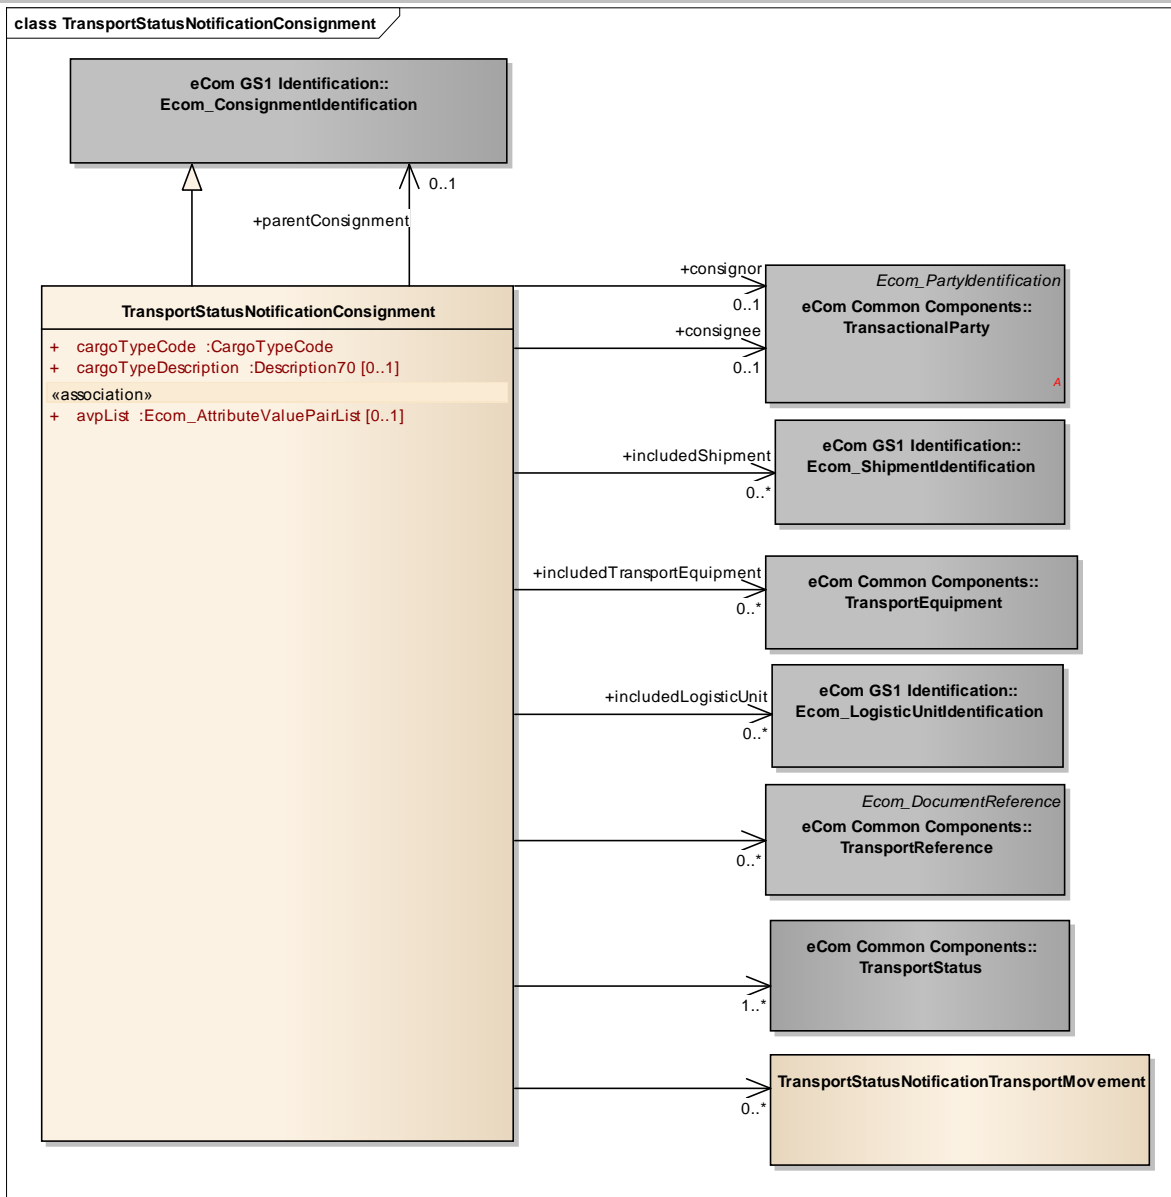 class TransportStatusNotificationConsignment
eCom GS1 Identification::
Ecom_ConsignmentIdentification
0..1
+parentConsignment
TransportStatusNotificationConsignment
+ cargoTypeCode :CargoTypeCode
+ cargoTypeDescription :Description70 [0..1]
«association»
+ avpList :Ecom_AttributeValuePairList [0..1]
+consignor
0..1
+consignee
0..1
Ecom_PartyIdentification
eCom Common Components::
TransactionalParty
A
+includedShipment
0..*
eCom GS1 Identification::
Ecom_ShipmentIdentification
+includedTransportEquipment
0..*
eCom Common Components::
TransportEquipment
+includedLogisticUnit
0..*
eCom GS1 Identification::
Ecom_LogisticUnitIdentification
0..*
Ecom_DocumentReference
eCom Common Components::
TransportReference
1..*
eCom Common Components::
TransportStatus
0..*
TransportStatusNotificationTransportMovement